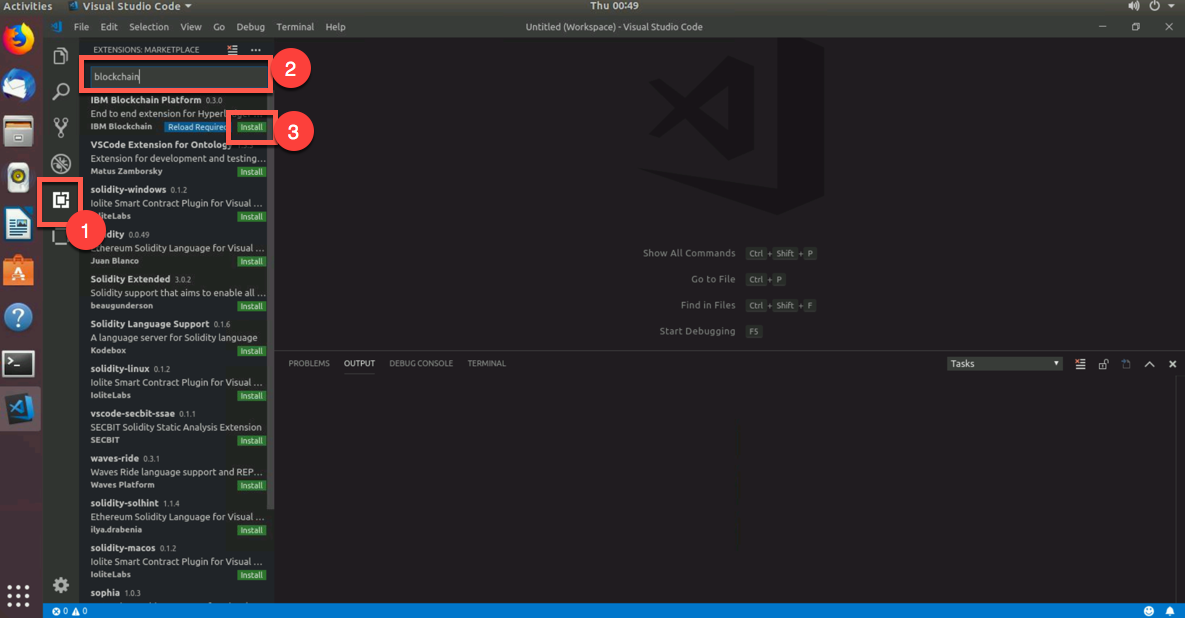 Activities
Visual Studio Code
Thu 00:49
File Edit Selection View Go Debug Terminal Help
Untitled (Workspace) - Visual Studio Code
EXTENSIONS: MARKETPLACE
blockchain
2
IBM Blockchain Platform 0.3.0
End to end extension for
IBM Blockchain Reload Required Install
3
VSCode Extension for Ontology
Extension for development and testing...
Matus Zamborsky Install
solidity-windows 0.1.2
Iolite Smart Contract Plugin for Visual ...
Install
1
0.0.49
Ethereum Solidity Language for Visual ...
Juan Blanco Install
Solidity Extended 3.0.2
Solidity support that aims to enable all ...
beaugunderson Install
Solidity Language Support 0.1.6
A language server for Solidity language
Kodebox Install
solidity-linux 0.1.2
Iolite Smart Contract Plugin for Visual ...
IoliteLabs Install
vscode-secbit-ssae 0.1.1
SECBIT Solidity Static Analysis Extension
SECBIT Install
waves-ride 0.3.1
Waves Ride language support and REP...
Waves Platform Install
solidity-solhint 1.1.4
Ethereum Solidity Language for Visual ...
ilya.drabenia Install
solidity-macos 0.1.2
Iolite Smart Contract Plugin for Visual ...
IoliteLabs Install
sophia 1.0.3
Show All Commands Ctrl + Shift + P
Go to File Ctrl + P
Find in Files Ctrl + Shift + F
Start Debugging F5
PROBLEMS OUTPUT DEBUG CONSOLE TERMINAL
Tasks
0 0